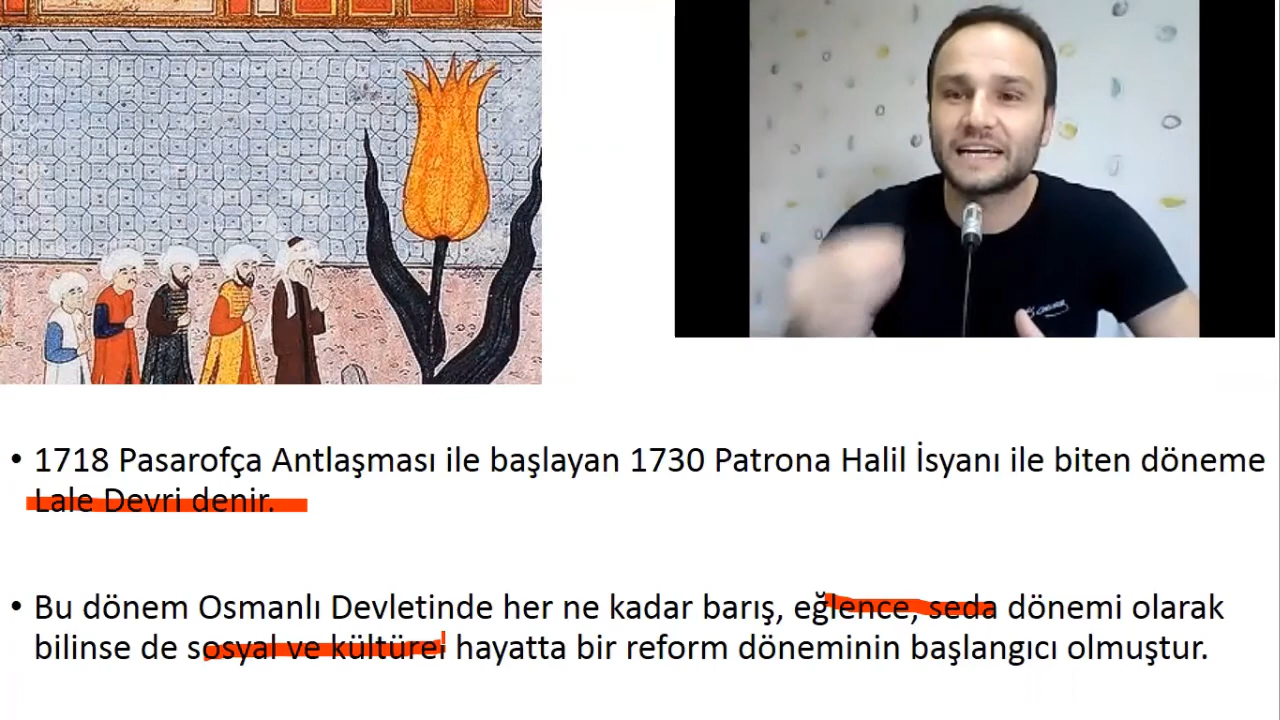 • 1718 Pasarofça Antlaşması ile başlayan 1730 Patrona Halil İsyanı ile biten döneme
Lale Devri denir.
• Bu dönem Osmanlı Devletinde her ne kadar barış, eğlence, seda dönemi olarak
bilinse de sosyal ve kültürel hayatta bir reform döneminin başlangıcı olmuştur.